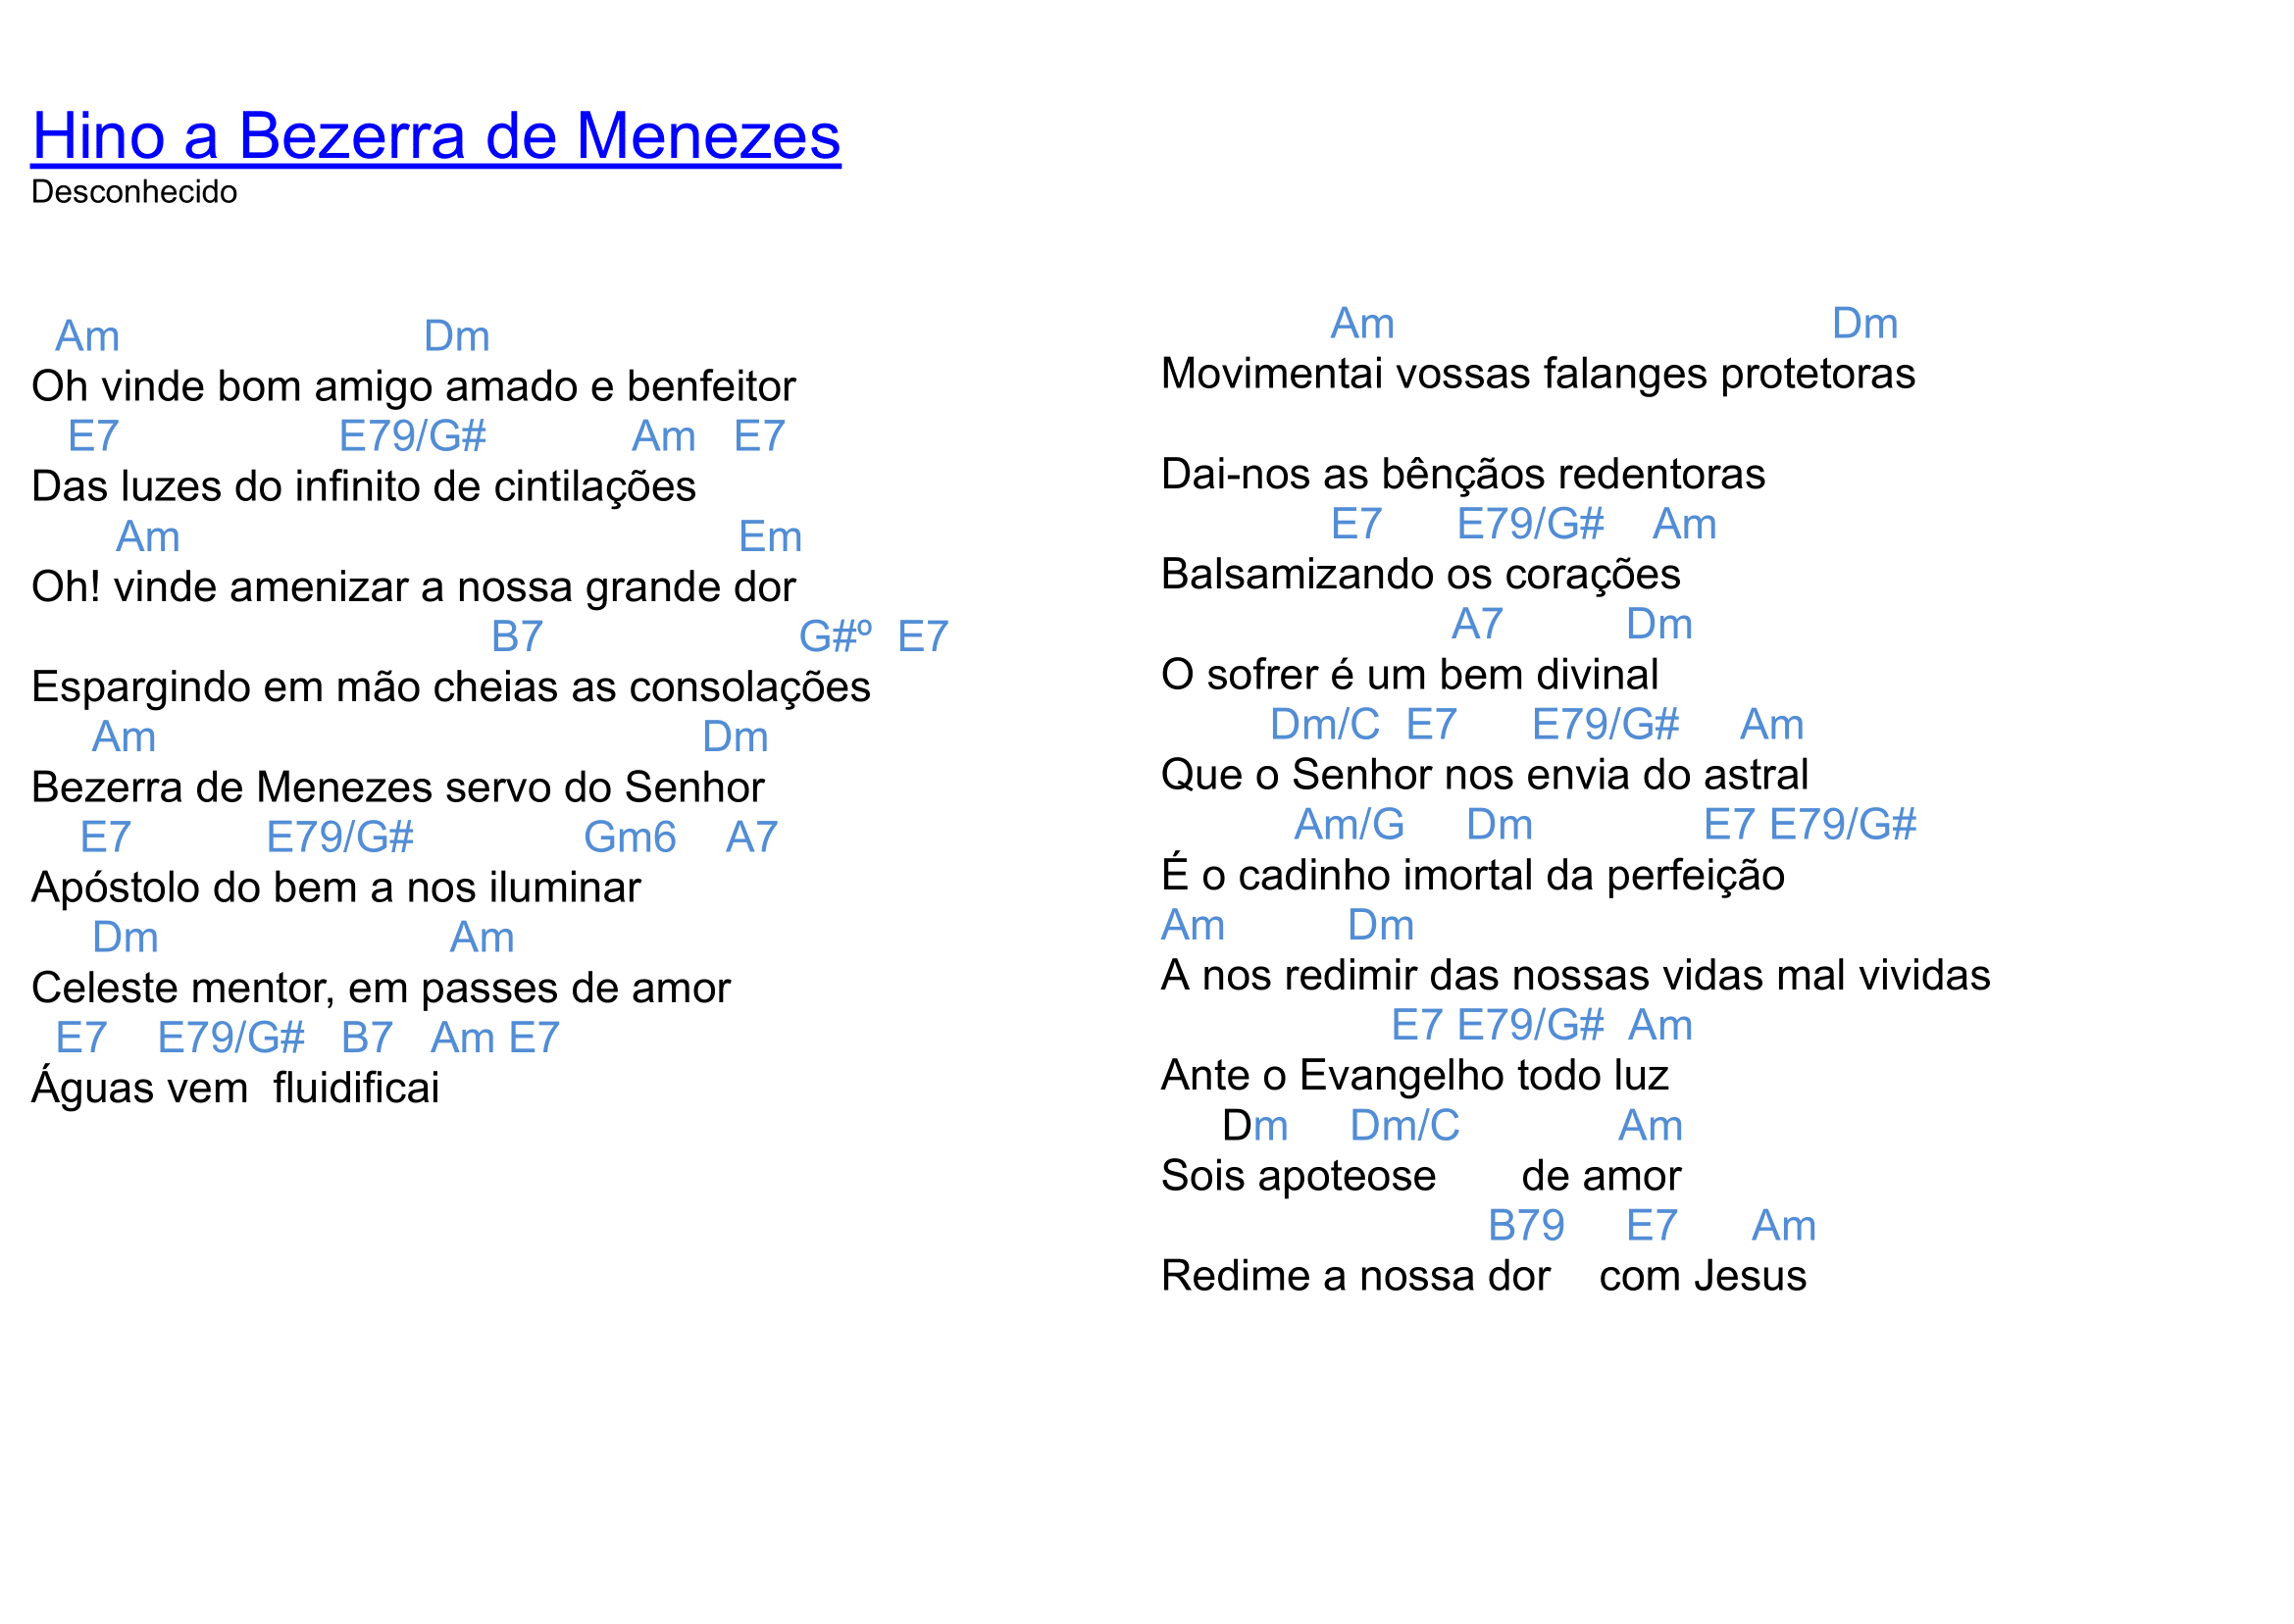 Hino a Bezerra de Menezes
Desconhecido
Am Dm
Oh vinde bom amigo amado e benfeitor
E7 E79/G# Am E7
Das luzes do infinito de cintilações
Am Em
Oh! vinde amenizar a nossa grande dor
B7 G#º E7
Espargindo em mão cheias as consolações
Am Dm
Bezerra de Menezes servo do Senhor
E7 E79/G# Gm6 A7
Apóstolo do bem a nos iluminar
Dm Am
Celeste mentor, em passes de amor
E7 E79/G# B7 Am E7
Águas vem fluidificai
Am Dm
Movimentai vossas falanges protetoras
Dai-nos as bênçãos redentoras
E7 E79/G# Am
Balsamizando os corações
A7 Dm
O sofrer é um bem divinal
Dm/C E7 E79/G# Am
Que o Senhor nos envia do astral
Am/G Dm E7 E79/G#
É o cadinho imortal da perfeição
Am Dm
A nos redimir das nossas vidas mal vividas
E7 E79/G# Am
Ante o Evangelho todo luz
Dm Dm/C Am
Sois apoteose de amor
B79 E7 Am
Redime a nossa dor com Jesus